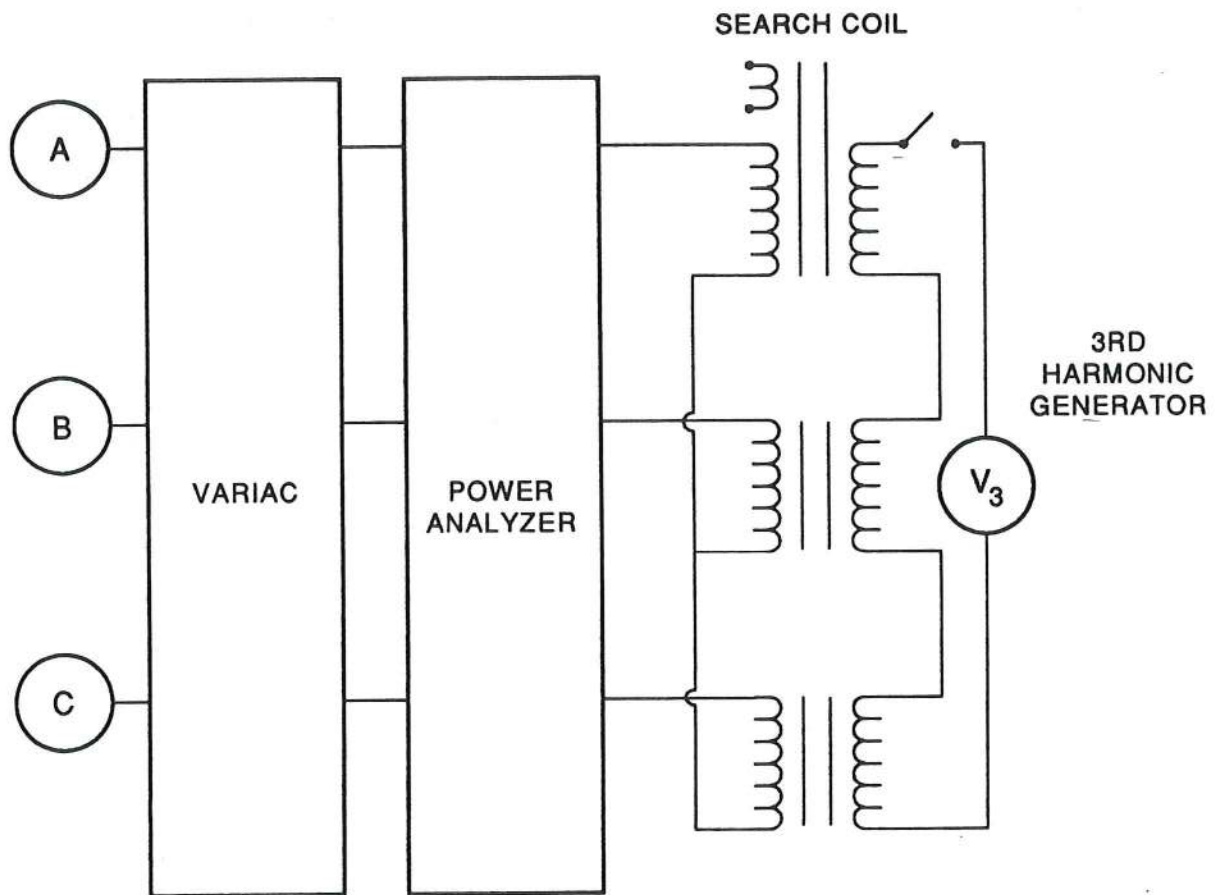 SEARCH COIL
A
B
C
VARIAC
POWER
ANALYZER
3RD
HARMONIC
GENERATOR
V3